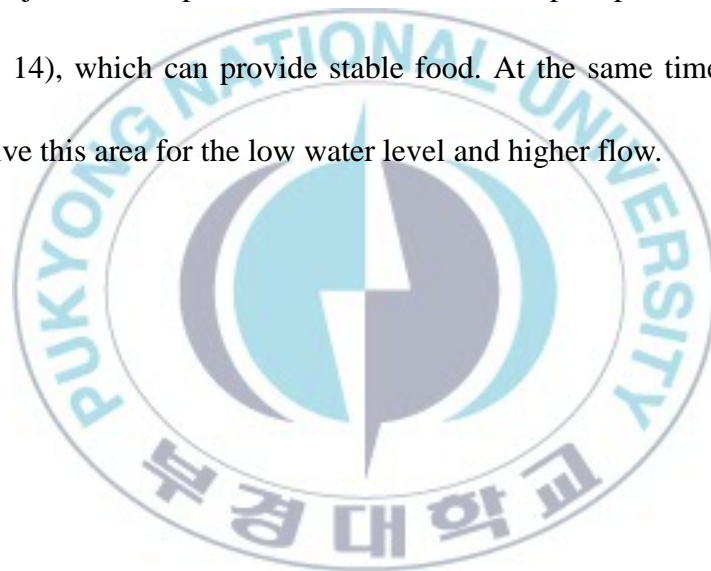 14), which can provide stable food. At the same time
ive this area for the low water level and higher flow.
PUKYONG NATIONAL UNIVERSITY
부경대학교